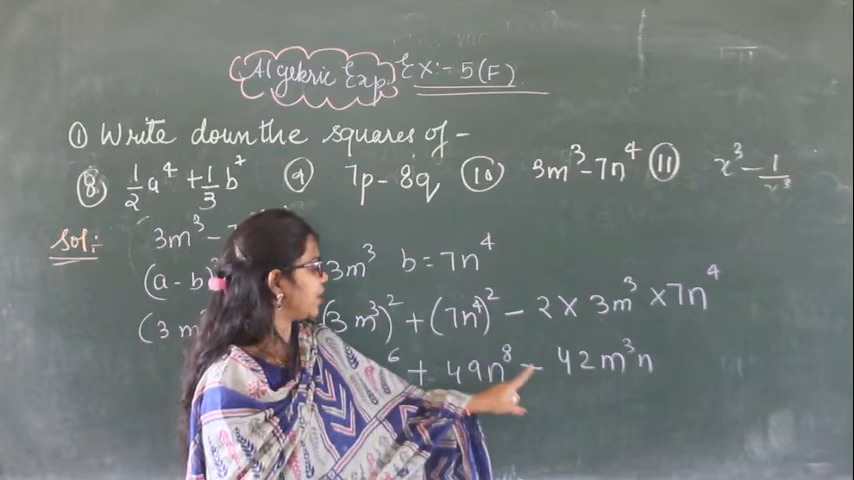 Algebric Exp. Ex:- 5(F)
① Write down the squares of -
⑧ 1/2 a⁴ + 1/3 b⁷ ⑨ 7p - 8q ⑩ 3m³ - 7n⁴ ⑪ x³ - 1/x³
Sol:- 3m³ -
(a - b) 3m³ b = 7n⁴
(3m (3m³)² + (7n⁴)² - 2 × 3m³ × 7n⁴
6 + 49n⁸ - 42m³n